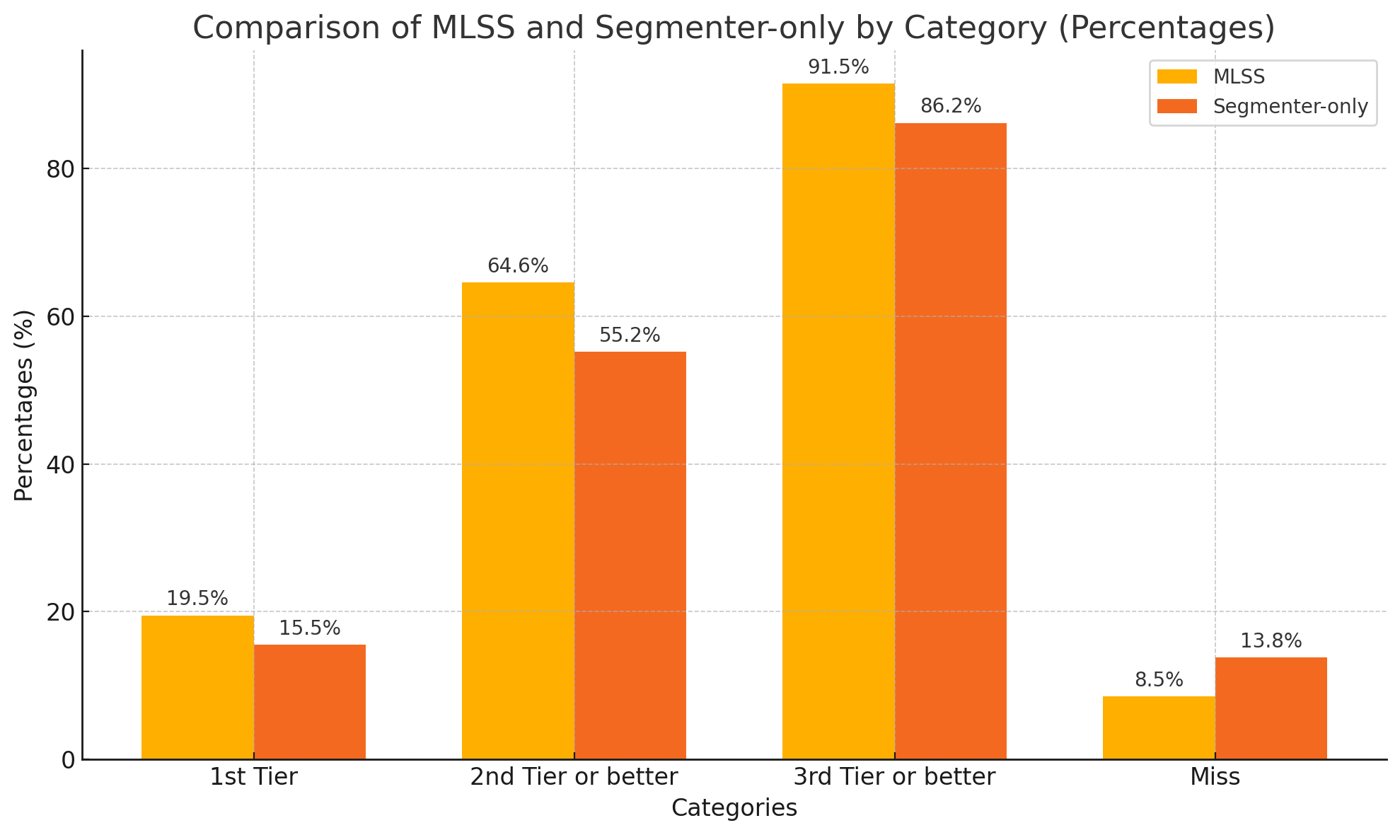 Comparison of MLSS and Segmenter-only by Category (Percentages)
MLSS
Segmenter-only
Percentages (%)
80
60
40
20
0
19.5%
15.5%
64.6%
55.2%
91.5%
86.2%
8.5%
13.8%
1st Tier
2nd Tier or better
3rd Tier or better
Miss
Categories